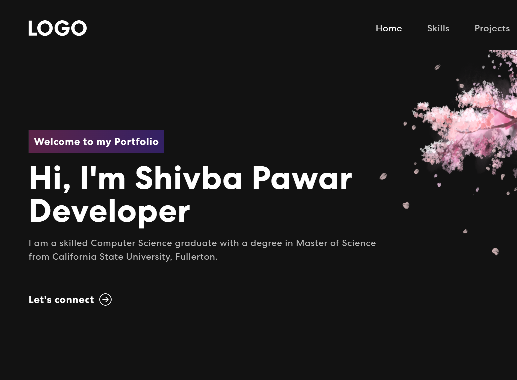 LOGO
Home Skills Projects
Welcome to my Portfolio
Hi, I'm Shivba Pawar
Developer
I am a skilled Computer Science graduate with a degree in Master of Science
from California State University, Fullerton.
Let's connect